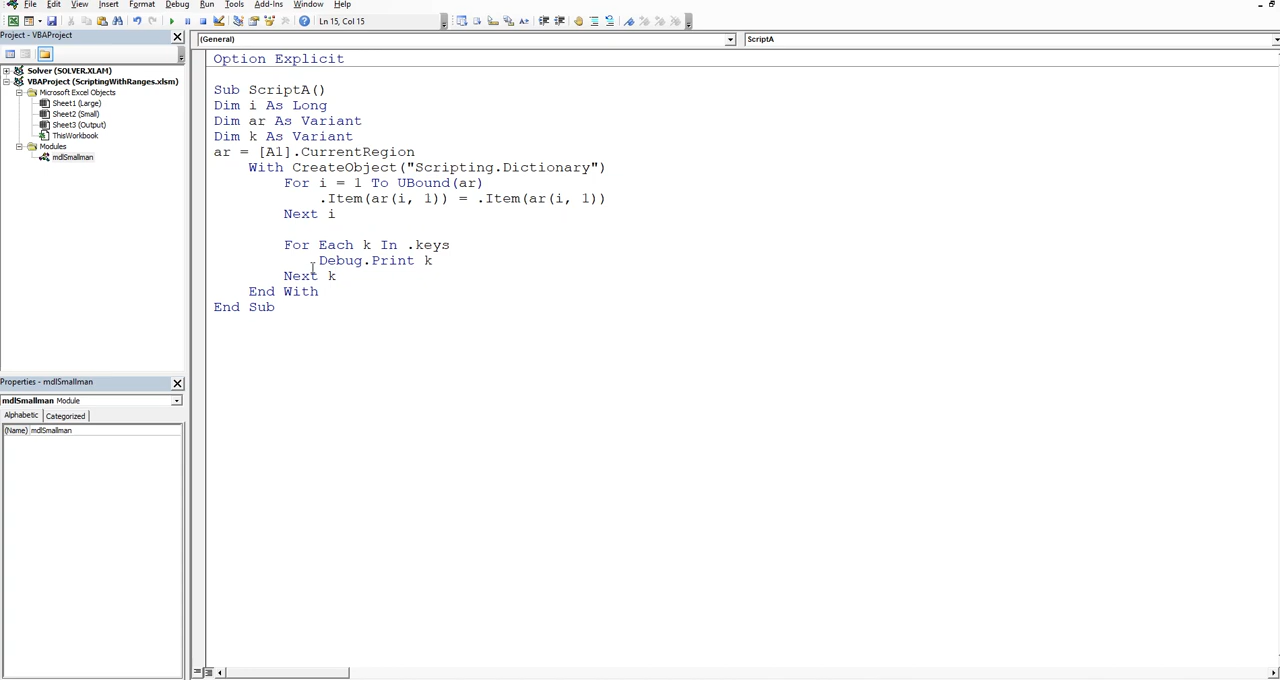 File Edit View Insert Format Debug Run Tools Add-Ins Window Help
Ln 15, Col 15
Project - VBAProject
(General)
ScriptA
Solver (SOLVER.XLAM)
VBAProject (ScriptingWithRanges.xlsm)
Microsoft Excel Objects
Sheet1 (Large)
Sheet2 (Small)
Sheet3 (Output)
ThisWorkbook
Modules
mdlSmallman
Option Explicit
Sub ScriptA()
Dim i As Long
Dim ar As Variant
Dim k As Variant
ar = [A1].CurrentRegion
With CreateObject("Scripting.Dictionary")
For i = 1 To UBound(ar)
.Item(ar(i, 1)) = .Item(ar(i, 1))
Next i
For Each k In .keys
Debug.Print k
Next k
End With
End Sub
Properties - mdlSmallman
mdlSmallman Module
Alphabetic Categorized
(Name) mdlSmallman